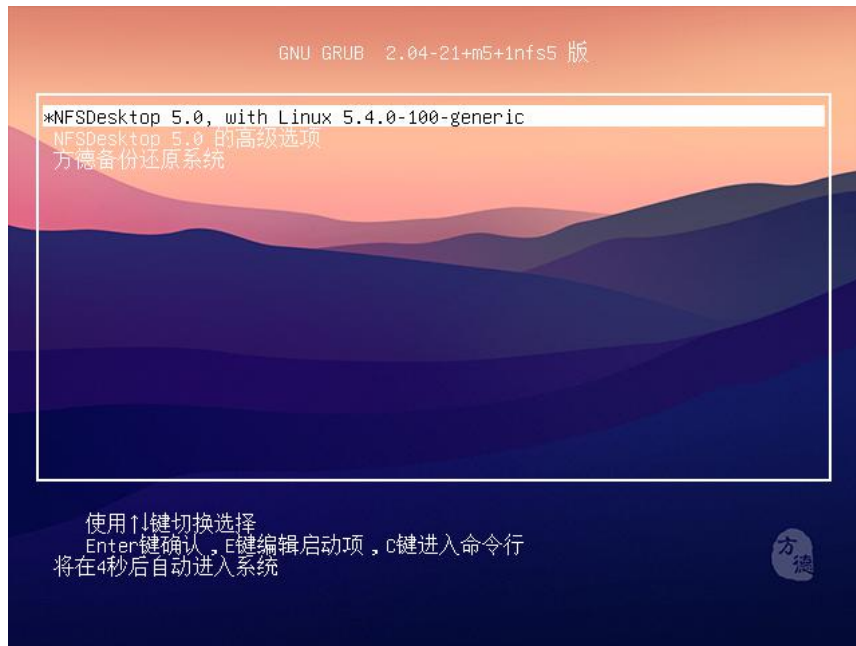 GNU GRUB 2.04-21+m5+1nfs5 版
*NFSDesktop 5.0, with Linux 5.4.0-100-generic
NFSDesktop 5.0 的高级选项
方德备份还原系统
使用↑↓键切换选择
Enter键确认,E键编辑启动项,C键进入命令行
将在4秒后自动进入系统
方德